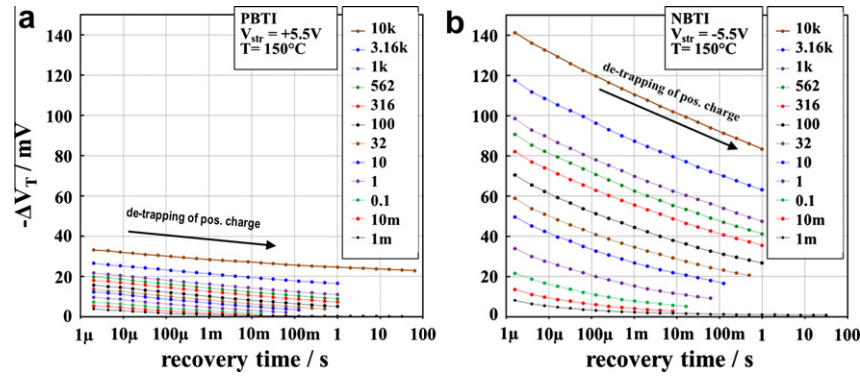 a
PBTI
V_str = +5.5V
T= 150°C
10k
3.16k
1k
562
316
100
32
10
1
0.1
10m
1m
de-trapping of pos. charge
-ΔV_T / mV
140
120
100
80
60
40
20
0
1μ
10μ
100μ
1m
10m
100m
1
10
100
recovery time / s
b
NBTI
V_str = -5.5V
T= 150°C
10k
3.16k
1k
562
316
100
32
10
1
0.1
10m
1m
de-trapping of pos. charge
140
120
100
80
60
40
20
0
1μ
10μ
100μ
1m
10m
100m
1
10
100
recovery time / s